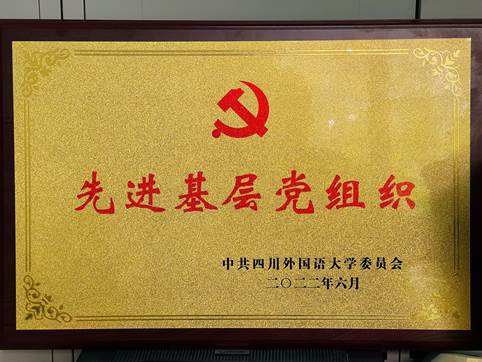 先进基层党组织
中共四川外国语大学委员会
二〇二二年六月